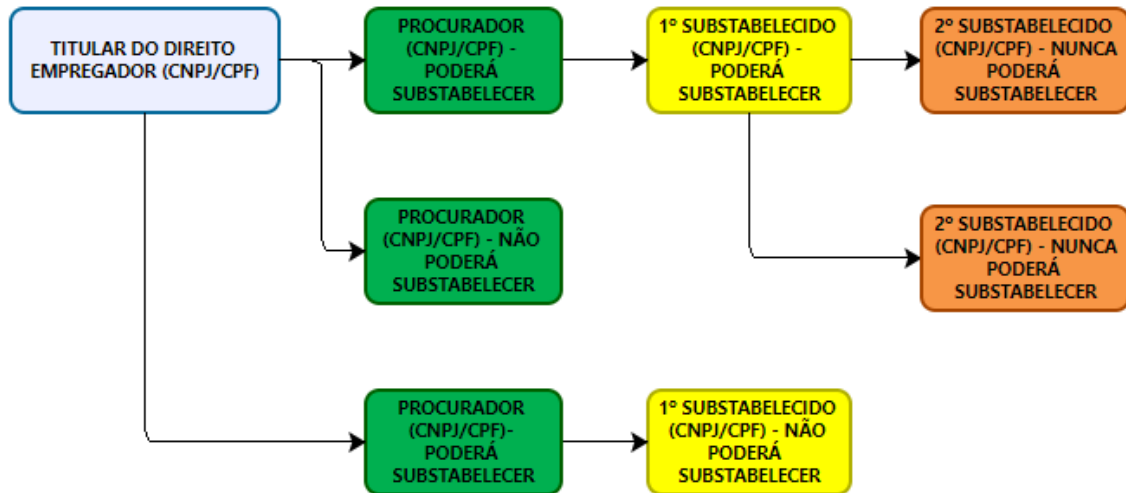 TITULAR DO DIREITO
EMPREGADOR (CNPJ/CPF)
PROCURADOR
(CNPJ/CPF) -
PODERÁ
SUBSTABELECER
1º SUBSTABELECIDO
(CNPJ/CPF) -
PODERÁ
SUBSTABELECER
2º SUBSTABELECIDO
(CNPJ/CPF) - NUNCA
PODERÁ
SUBSTABELECER
PROCURADOR
(CNPJ/CPF) - NÃO
PODERÁ
SUBSTABELECER
2º SUBSTABELECIDO
(CNPJ/CPF) - NUNCA
PODERÁ
SUBSTABELECER
PROCURADOR
(CNPJ/CPF)-
PODERÁ
SUBSTABELECER
1º SUBSTABELECIDO
(CNPJ/CPF) - NÃO
PODERÁ
SUBSTABELECER